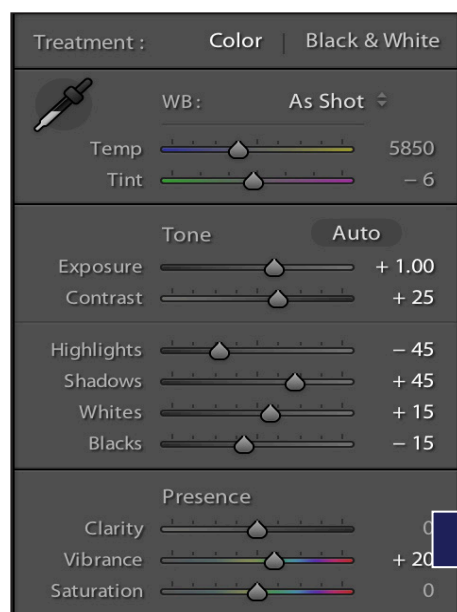 Treatment : Color | Black & White
WB : As Shot
Temp 5850
Tint – 6
Tone Auto
Exposure + 1.00
Contrast + 25
Highlights – 45
Shadows + 45
Whites + 15
Blacks – 15
Presence
Clarity 0
Vibrance + 20
Saturation 0